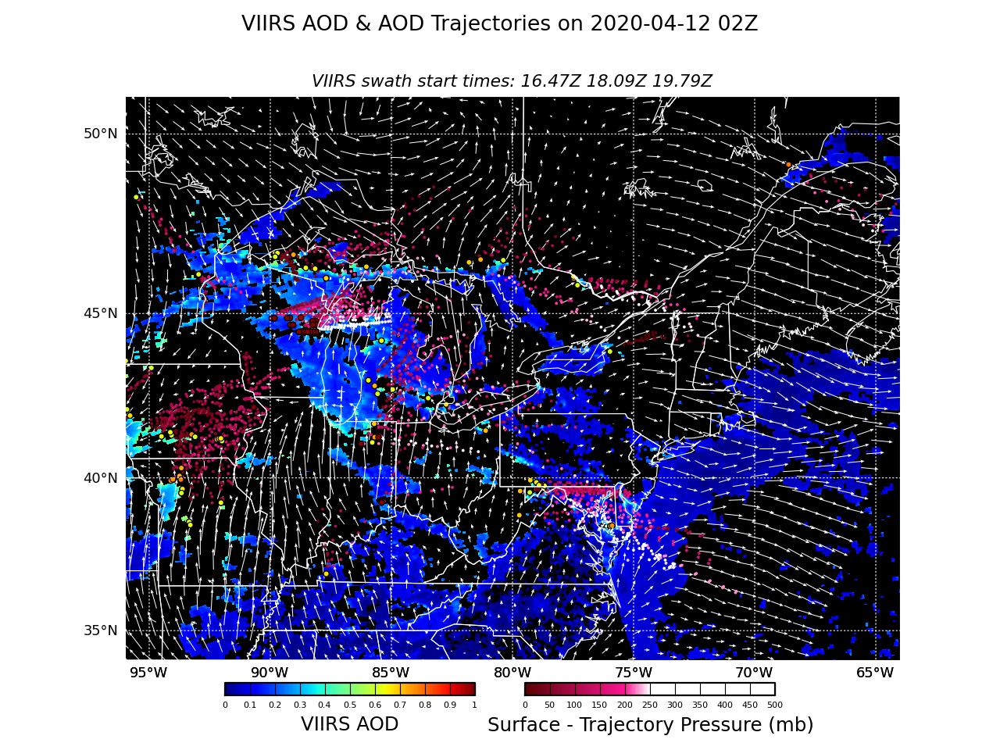 VIIRS AOD & AOD Trajectories on 2020-04-12 02Z
VIIRS swath start times: 16.47Z 18.09Z 19.79Z
50°N
45°N
40°N
35°N
95°W 90°W 85°W 80°W 75°W 70°W 65°W
0 0.1 0.2 0.3 0.4 0.5 0.6 0.7 0.8 0.9 1
0 50 100 150 200 250 300 350 400 450 500
VIIRS AOD
Surface - Trajectory Pressure (mb)